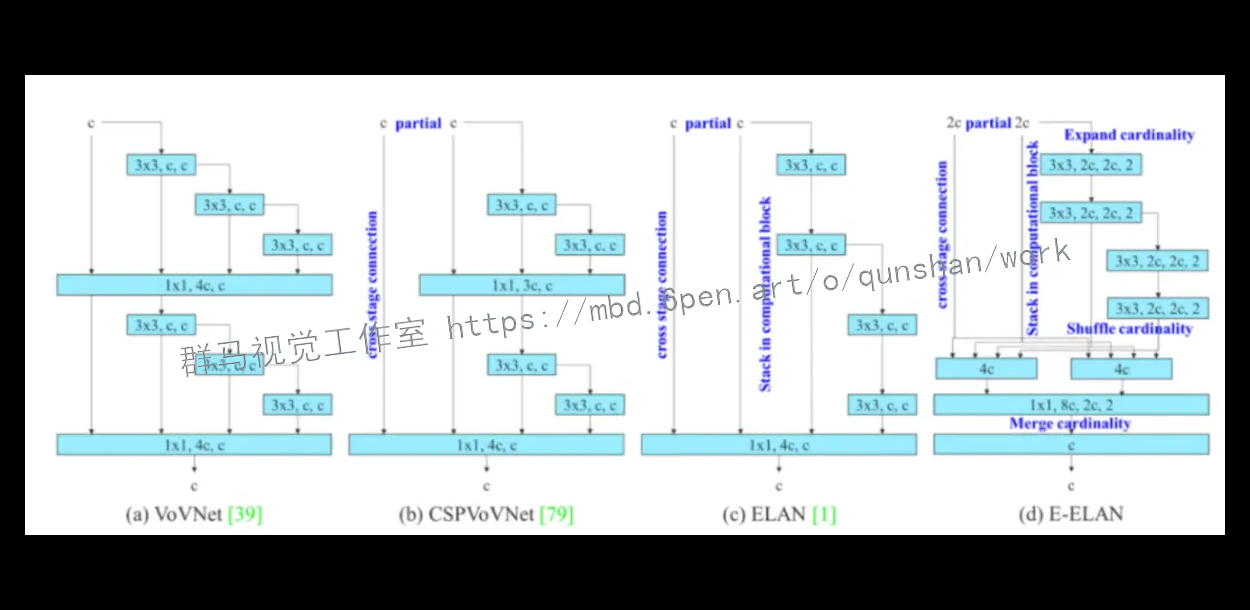 c
3x3, c, c
3x3, c, c
3x3, c, c
1x1, 4c, c
3x3, c, c
3x3, c, c
3x3, c, c
1x1, 4c, c
c
(a) VoVNet [39]
c partial c
cross stage connection
3x3, c, c
3x3, c, c
1x1, 3c, c
3x3, c, c
3x3, c, c
1x1, 4c, c
c
(b) CSPVoVNet [79]
c partial c
cross stage connection
Stack in computational block
3x3, c, c
3x3, c, c
3x3, c, c
3x3, c, c
1x1, 4c, c
c
(c) ELAN [1]
2c partial 2c
Expand cardinality
cross-stage connection
Stack in computational block
3x3, 2c, 2c, 2
3x3, 2c, 2c, 2
3x3, 2c, 2c, 2
3x3, 2c, 2c, 2
Shuffle cardinality
4c
4c
1x1, 8c, 2c, 2
Merge cardinality
c
c
(d) E-ELAN
群马视觉工作室 https://mbd.6pen.art/o/qunshan/work